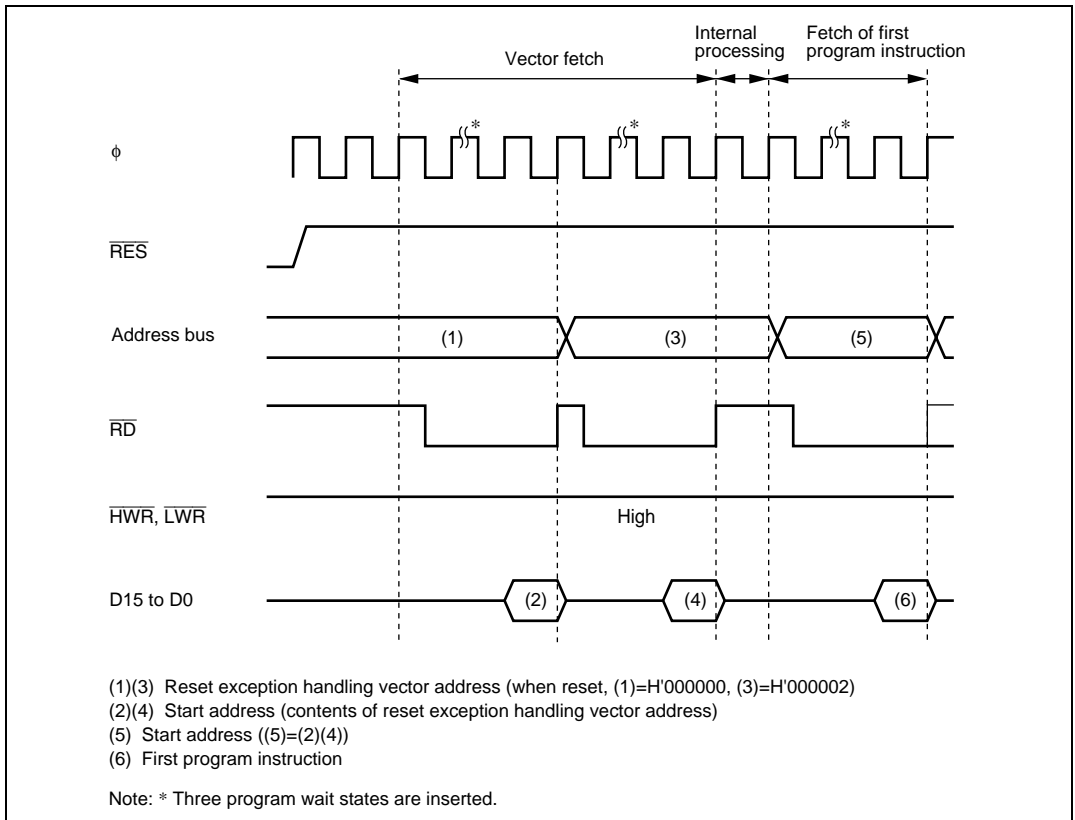 Vector fetch
Internal
processing
Fetch of first
program instruction
*
*
*
ϕ
RES
Address bus
(1)
(3)
(5)
RD
HWR, LWR
High
D15 to D0
(2)
(4)
(6)
(1)(3) Reset exception handling vector address (when reset, (1)=H'000000, (3)=H'000002)
(2)(4) Start address (contents of reset exception handling vector address)
(5) Start address ((5)=(2)(4))
(6) First program instruction
Note: * Three program wait states are inserted.